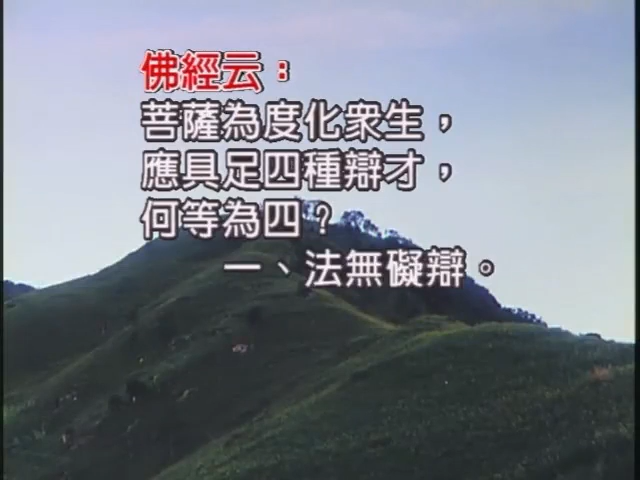 佛經云：
菩薩為度化眾生，
應具足四種辯才，
何等為四？
一、法無礙辯。